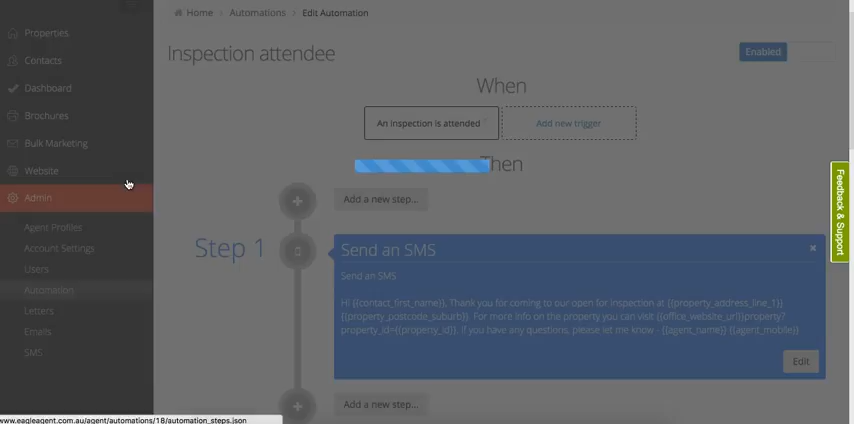 Home › Automations › Edit Automation
Properties
Contacts
Dashboard
Brochures
Bulk Marketing
Website
Admin
Agent Profiles
Account Settings
Users
Automation
Letters
Emails
SMS
Inspection attendee
Enabled
When
An inspection is attended
Add new trigger
Then
Add a new step...
Step 1
Send an SMS
Send an SMS
Hi {{contact_first_name}}, Thank you for coming to our open for inspection at {{property_address_line_1}}
{{property_postcode_suburb}}. For more info on the property you can visit {{office_website_url}}property?
property_id={{property_id}}. If you have any questions, please let me know - {{agent_name}} {{agent_mobile}}
Edit
Add a new step...
Feedback & Support
www.eagleagent.com.au/agent/automations/18/automation_steps.json